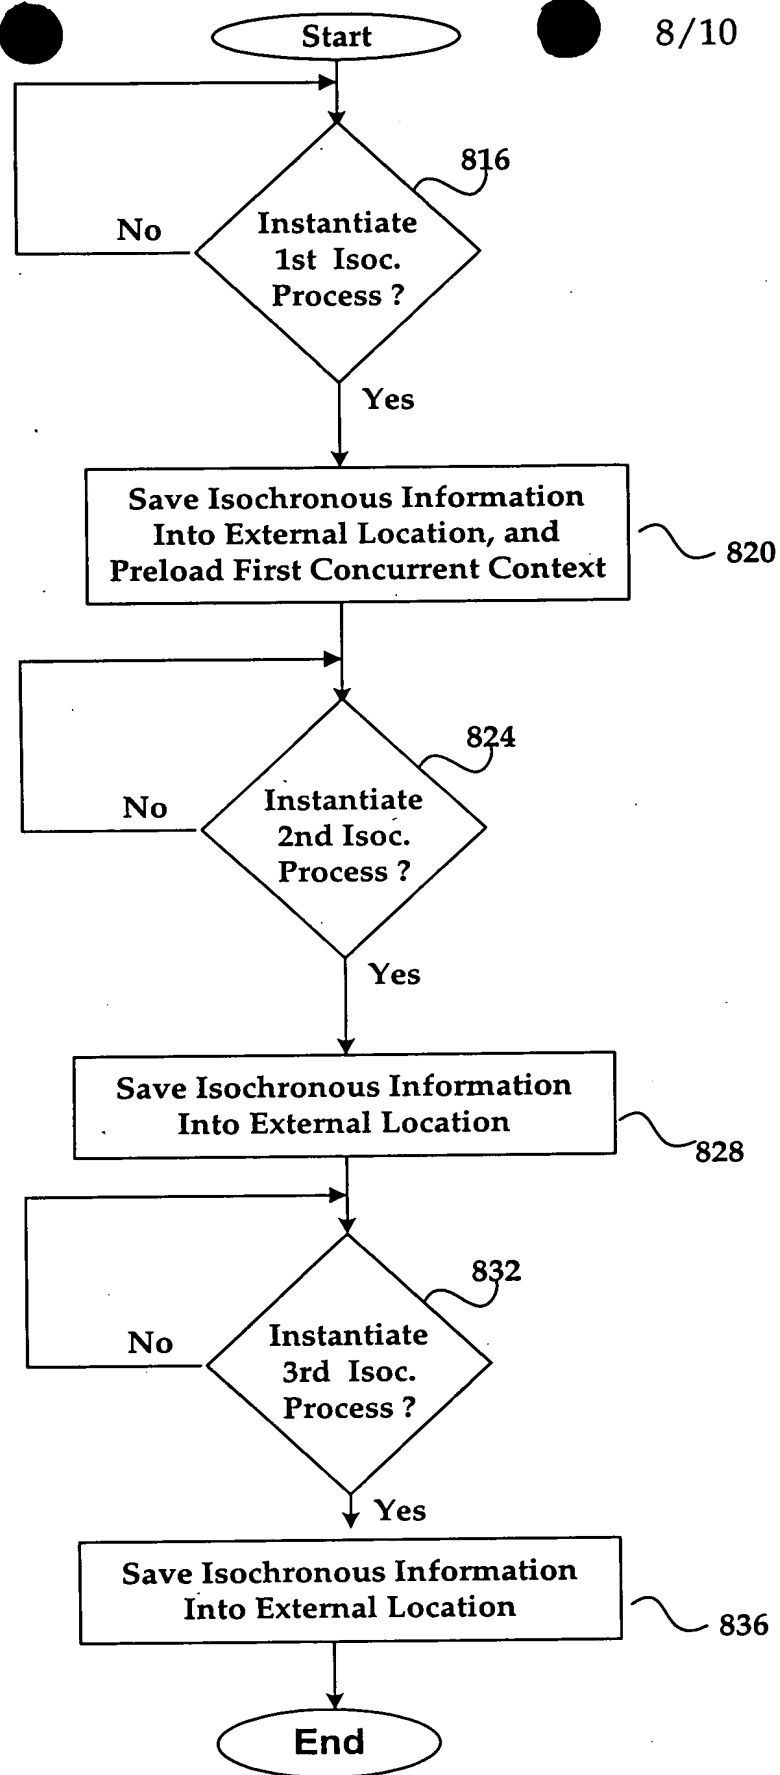 Start
8/10
816
No
Instantiate
1st Isoc.
Process ?
Yes
Save Isochronous Information
Into External Location, and
Preload First Concurrent Context
820
824
No
Instantiate
2nd Isoc.
Process ?
Yes
Save Isochronous Information
Into External Location
828
832
No
Instantiate
3rd Isoc.
Process ?
Yes
Save Isochronous Information
Into External Location
836
End